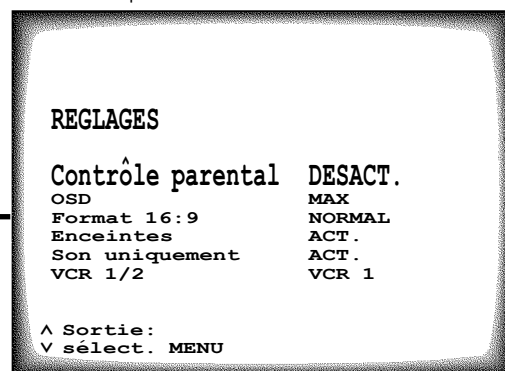 REGLAGES
Contrôle parental DESACT.
OSD MAX
Format 16:9 NORMAL
Enceintes ACT.
Son uniquement ACT.
VCR 1/2 VCR 1
^ Sortie:
v sélect. MENU